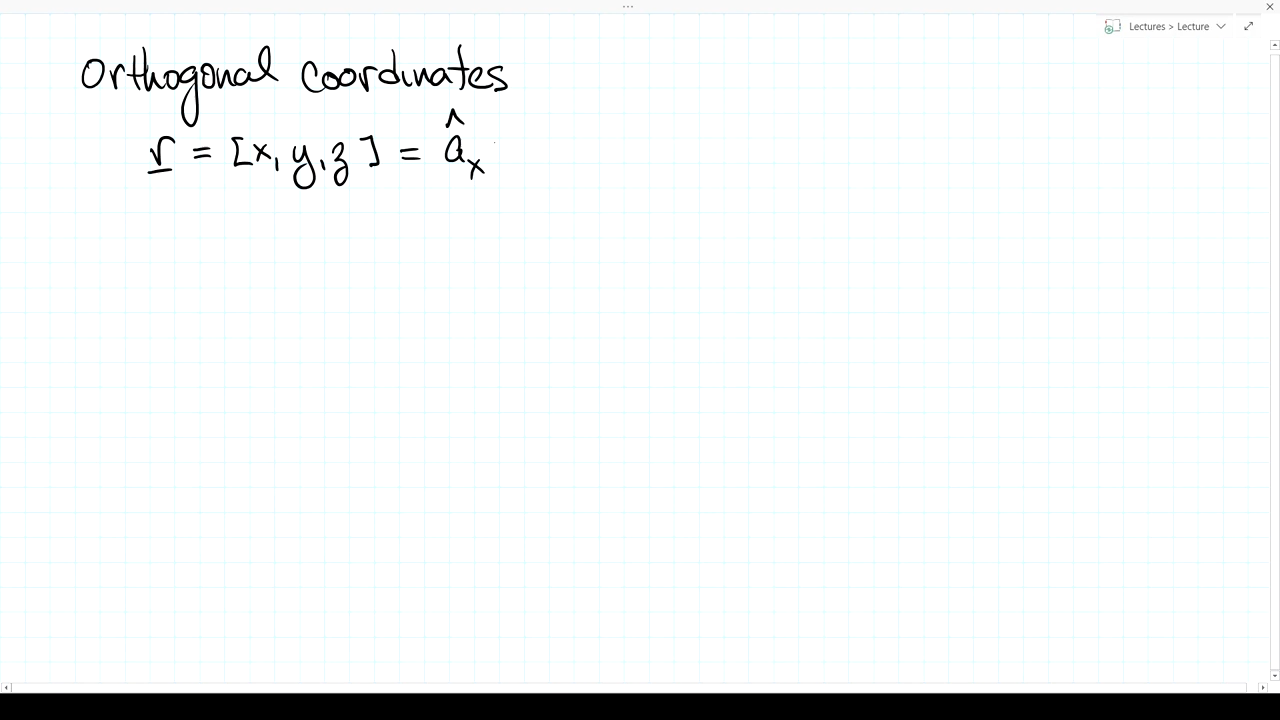 Lectures > Lecture
Orthogonal coordinates
r̲ = [x, y, z] = âₓ